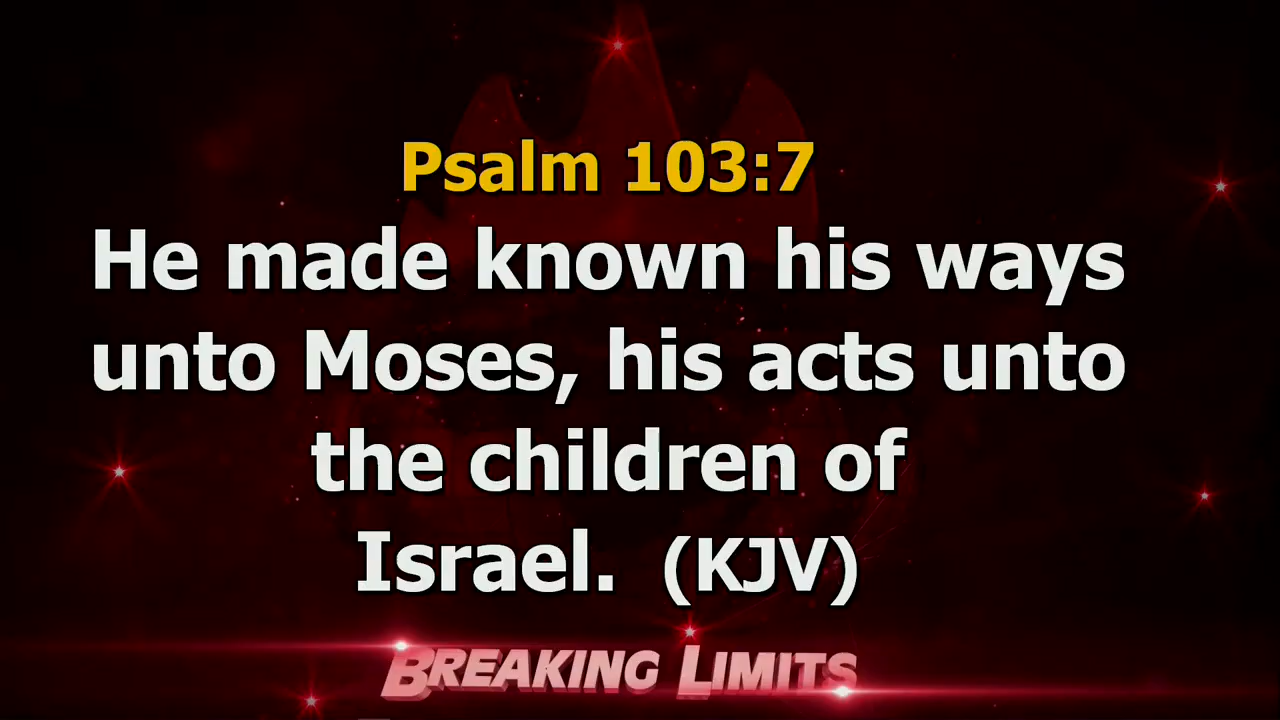 Psalm 103:7
He made known his ways
unto Moses, his acts unto
the children of
Israel. (KJV)
BREAKING LIMITS